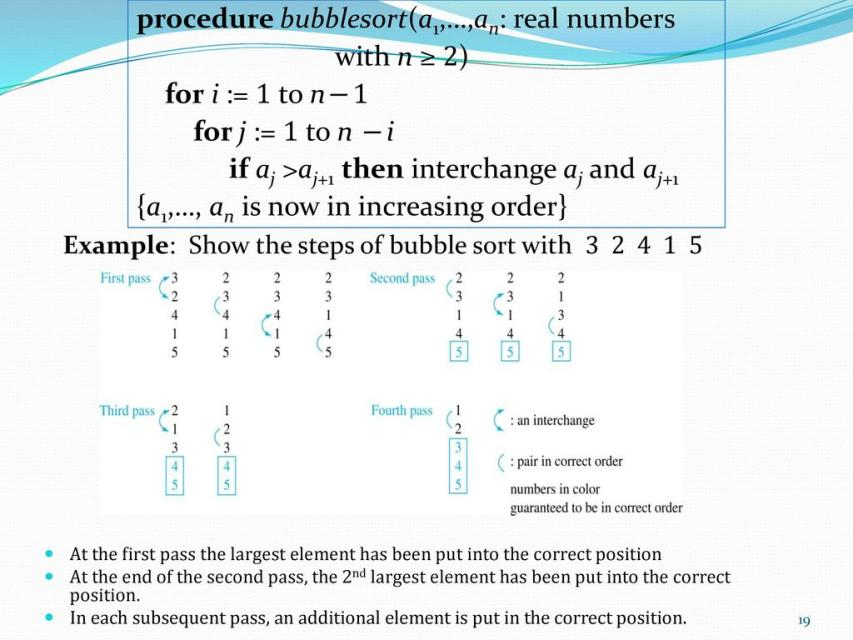 procedure bubblesort(a₁,…,aₙ: real numbers
with n ≥ 2)
for i := 1 to n − 1
for j := 1 to n − i
if aⱼ >aⱼ₊₁ then interchange aⱼ and aⱼ₊₁
{a₁,…, aₙ is now in increasing order}
Example: Show the steps of bubble sort with 3 2 4 1 5
First pass 3 2 2 2 Second pass 2 2 2
2 3 3 3 3 3 1
4 4 4 1 1 1 3
1 1 1 4 4 4 4
5 5 5 5 5 5 5
Third pass 2 1 Fourth pass 1
1 2 2
3 3 3
4 4 4
5 5 5
: an interchange
: pair in correct order
numbers in color
guaranteed to be in correct order
At the first pass the largest element has been put into the correct position
At the end of the second pass, the 2nd largest element has been put into the correct
position.
In each subsequent pass, an additional element is put in the correct position.
19